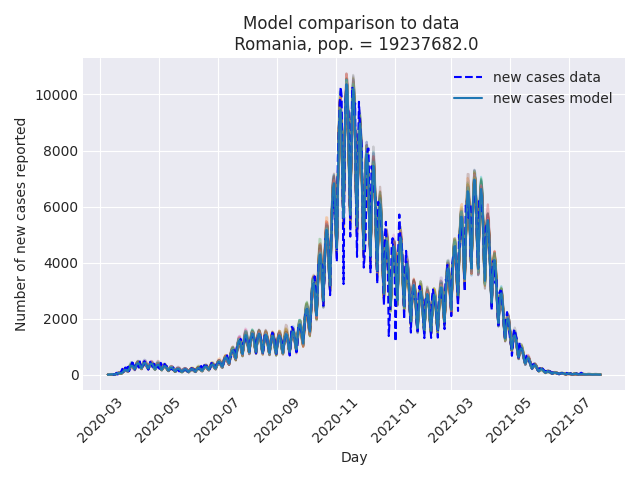 Model comparison to data
Romania, pop. = 19237682.0
new cases data
new cases model
Number of new cases reported
10000
8000
6000
4000
2000
0
2020-03
2020-05
2020-07
2020-09
2020-11
2021-01
2021-03
2021-05
2021-07
Day